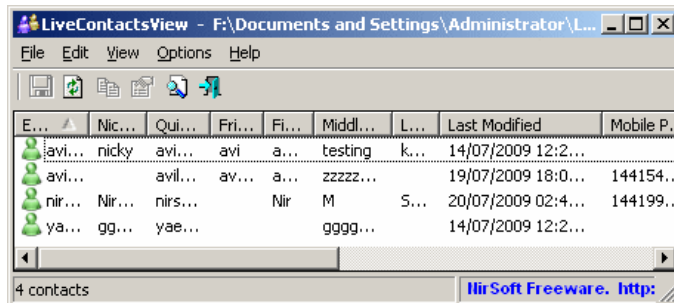 LiveContactsView - F:\Documents and Settings\Administrator\L...
File Edit View Options Help
E... Nic... Qui... Fri... Fi... Middl... L... Last Modified Mobile P.
avi... nicky avi... avi a... testing k... 14/07/2009 12:2...
avi... avil... av... a... zzzzz... 19/07/2009 18:0... 144154...
nir... Nir... nirs... Nir M S... 20/07/2009 02:4... 144199...
ya... gg... yae... gggg... 14/07/2009 12:2...
4 contacts NirSoft Freeware. http: